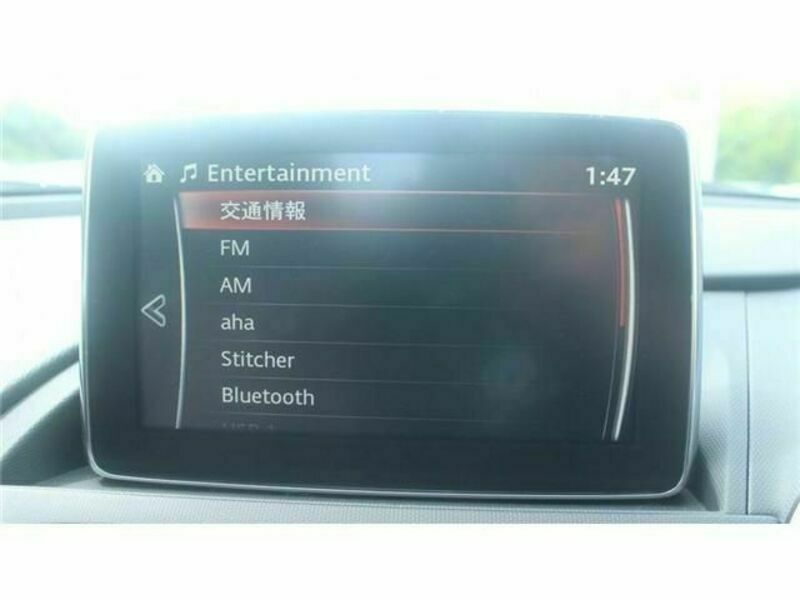 Entertainment 1:47
交通情報
FM
AM
aha
Stitcher
Bluetooth